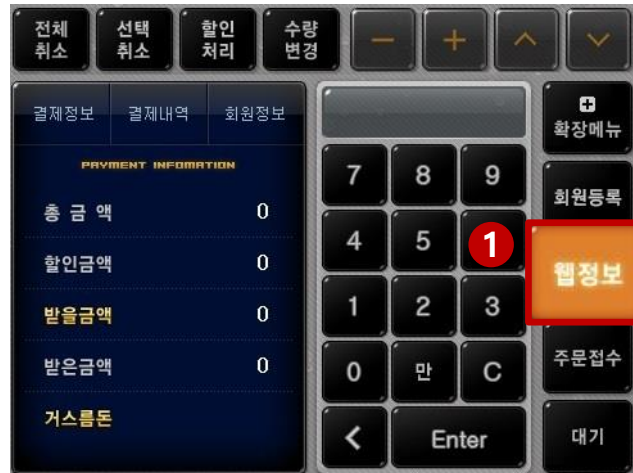 전체 취소
선택 취소
할인 처리
수량 변경
− + ∧ ∨
결제정보 결제내역 회원정보
PAYMENT INFOMATION
총 금 액 0
할인금액 0
받을금액 0
받은금액 0
거스름돈
7 8 9
4 5 1
1 2 3
0 만 C
< Enter
확장메뉴
회원등록
웹정보
주문접수
대기